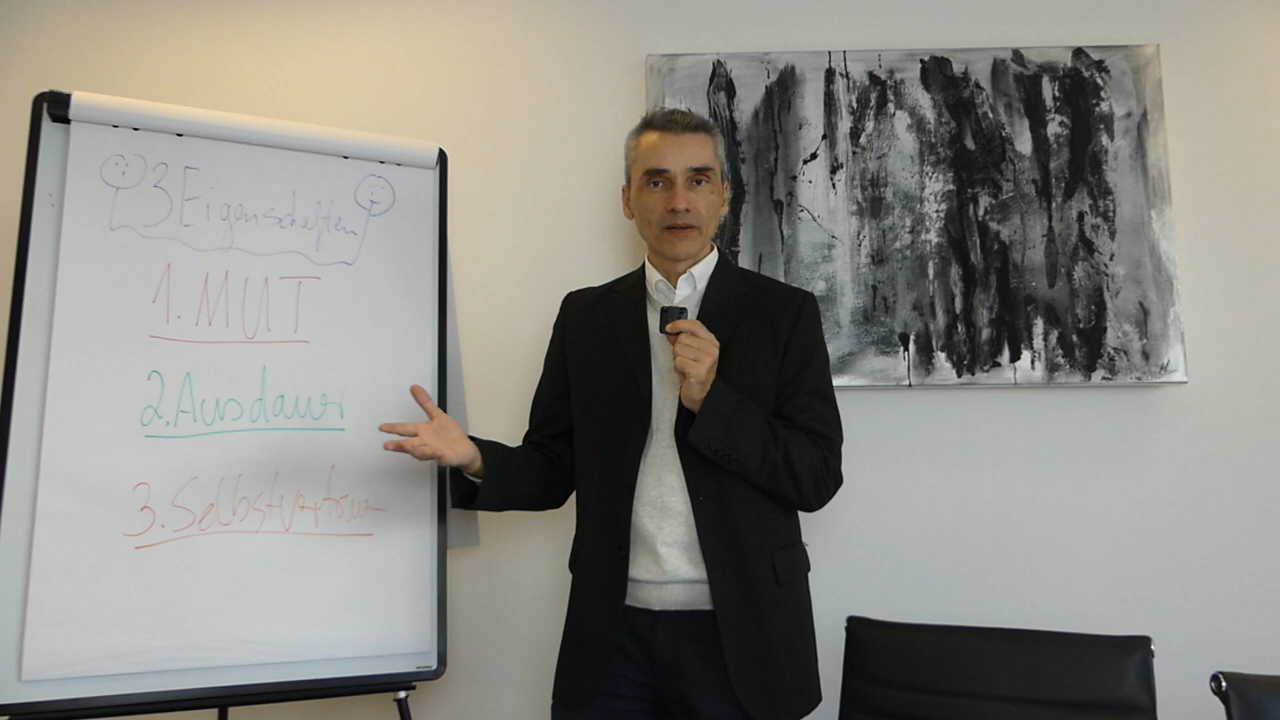 3 Eigenschaften
1. MUT
2. Ausdauer
3. Selbstvertrauen